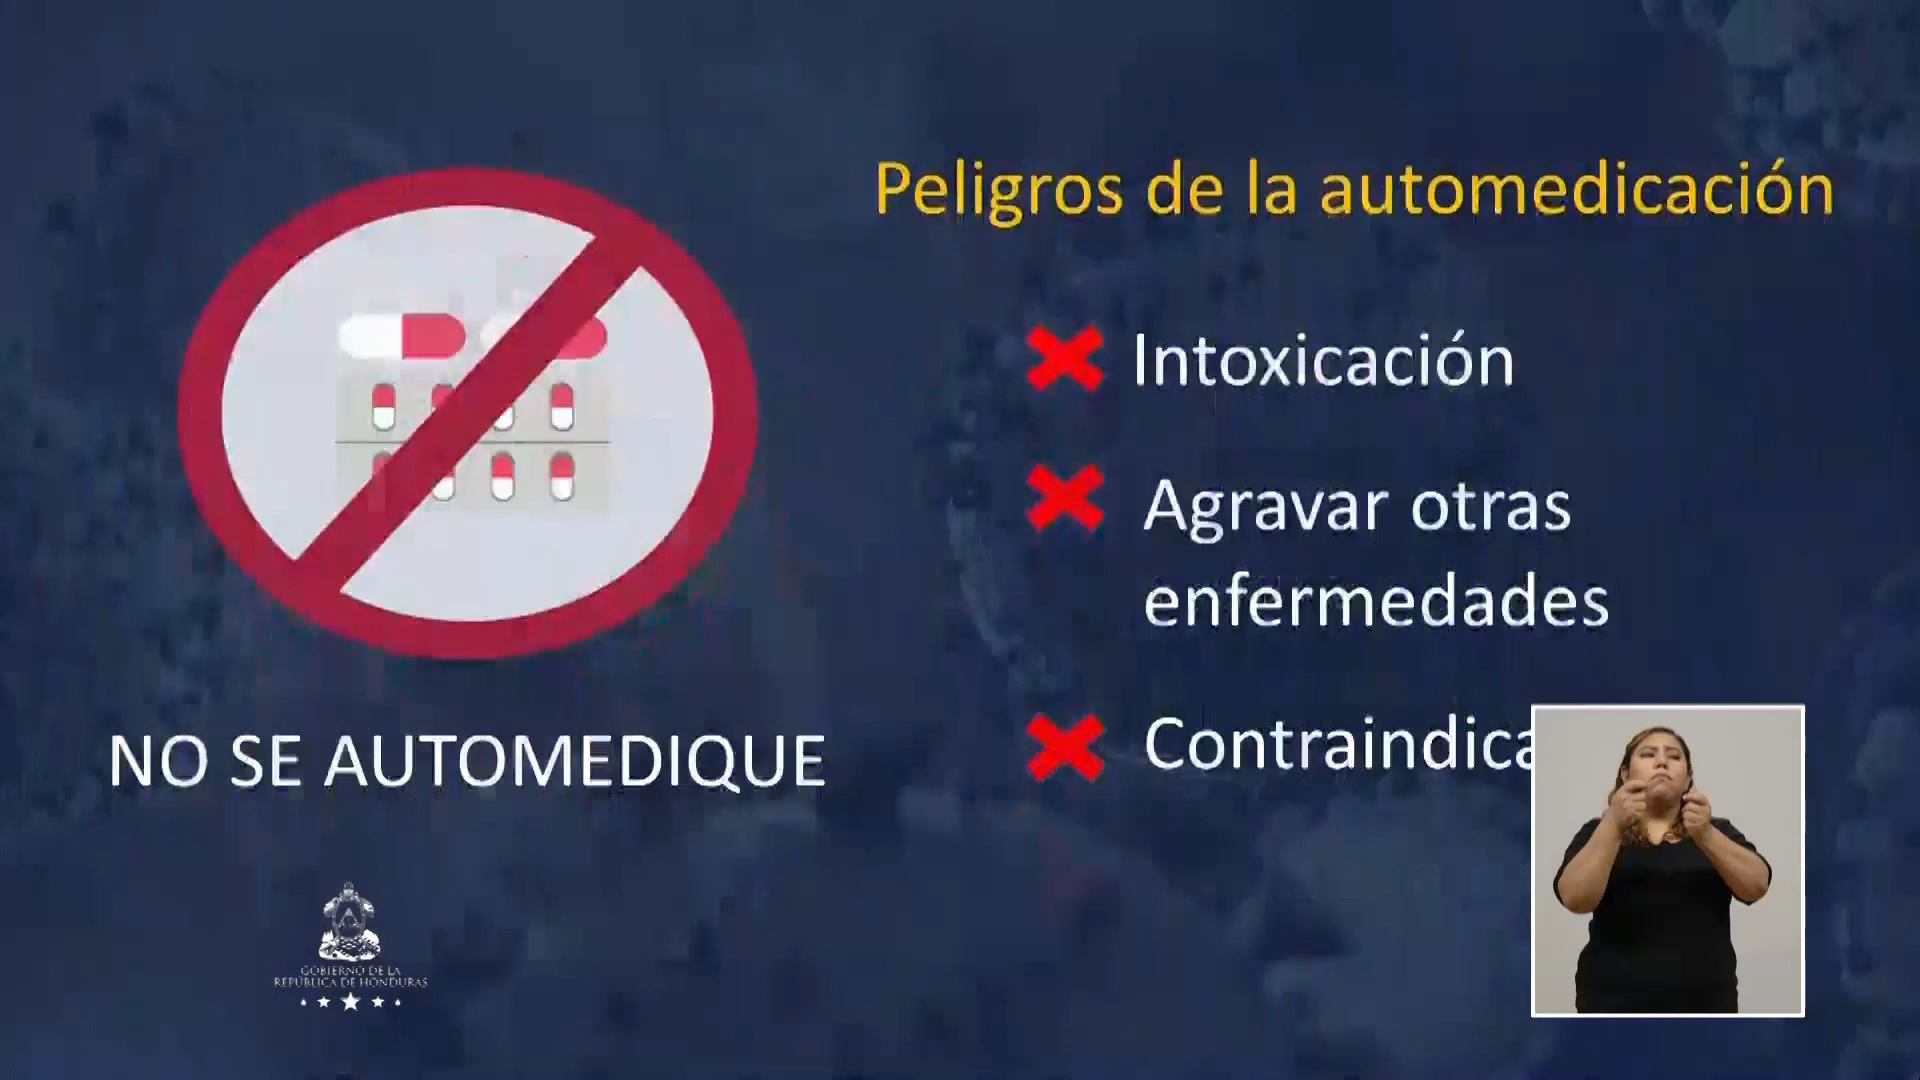 Peligros de la automedicación
Intoxicación
Agravar otras
enfermedades
NO SE AUTOMEDIQUE
GOBIERNO DE LA
REPÚBLICA DE HONDURAS